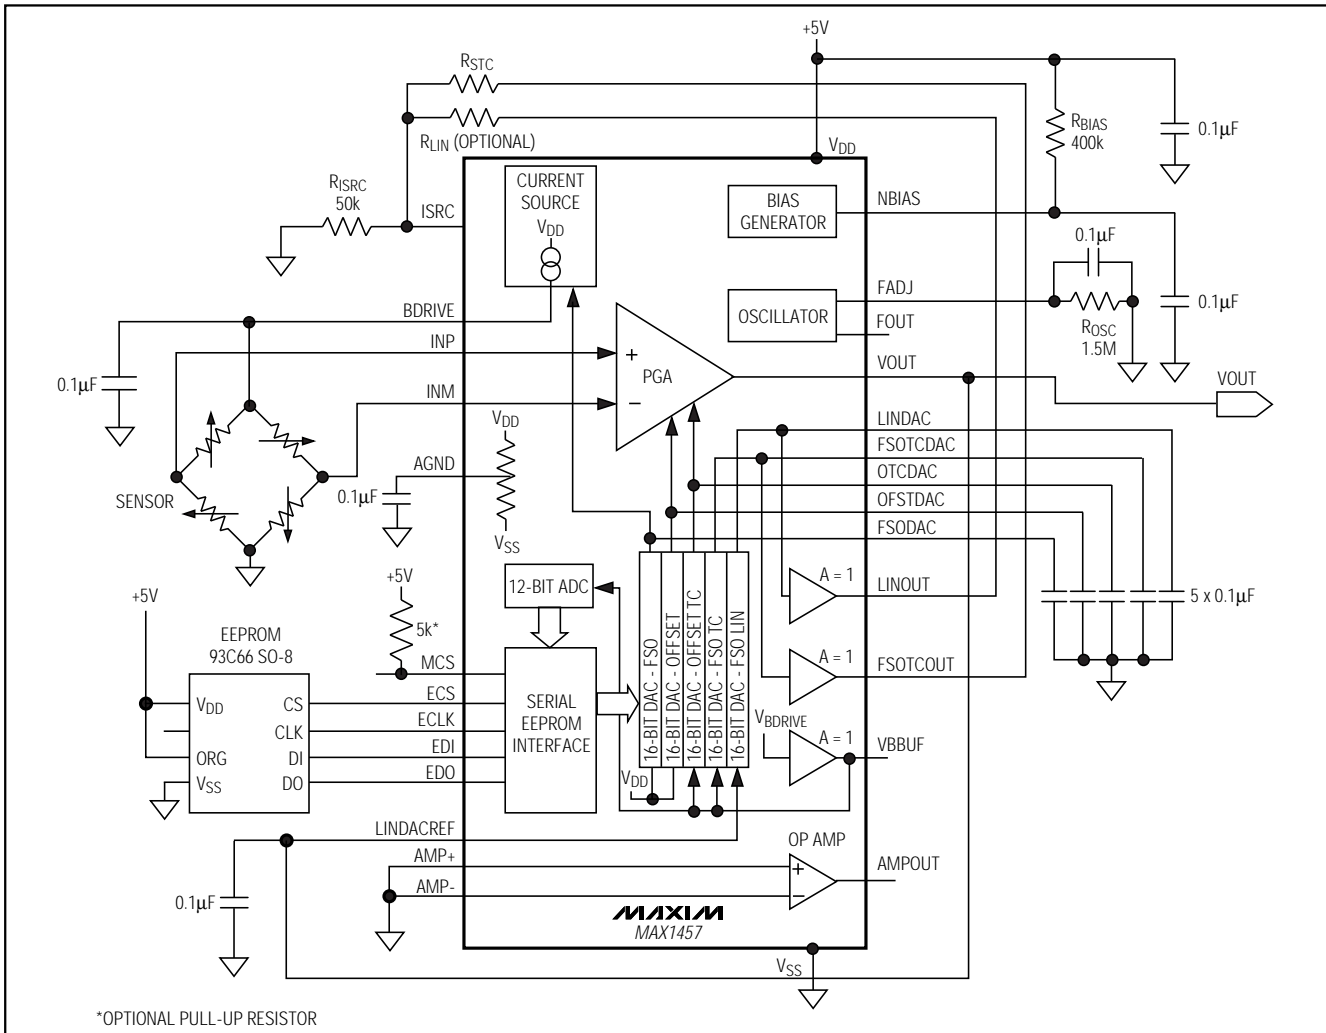 +5V
RSTC
RLIN (OPTIONAL)
RBIAS
400k
0.1µF
VDD
RISRC
50k
ISRC
CURRENT
SOURCE
VDD
BIAS
GENERATOR
NBIAS
0.1µF
FADJ
OSCILLATOR
FOUT
ROSC
1.5M
0.1µF
BDRIVE
INP
INM
0.1µF
+
PGA
−
VOUT
VOUT
LINDAC
FSOTCDAC
OTCDAC
OFSTDAC
FSODAC
VDD
AGND
0.1µF
VSS
SENSOR
+5V
+5V
5k*
12-BIT ADC
MCS
EEPROM
93C66 SO-8
VDD
ORG
VSS
CS
CLK
DI
DO
ECS
ECLK
EDI
EDO
SERIAL
EEPROM
INTERFACE
16-BIT DAC - FSO
16-BIT DAC - OFFSET
16-BIT DAC - OFFSET TC
16-BIT DAC - FSO TC
16-BIT DAC - FSO LIN
VDD
A = 1
LINOUT
A = 1
FSOTCOUT
VBDRIVE
A = 1
VBBUF
5 x 0.1µF
LINDACREF
AMP+
AMP-
0.1µF
OP AMP
+
−
AMPOUT
MAXIM
MAX1457
VSS
*OPTIONAL PULL-UP RESISTOR